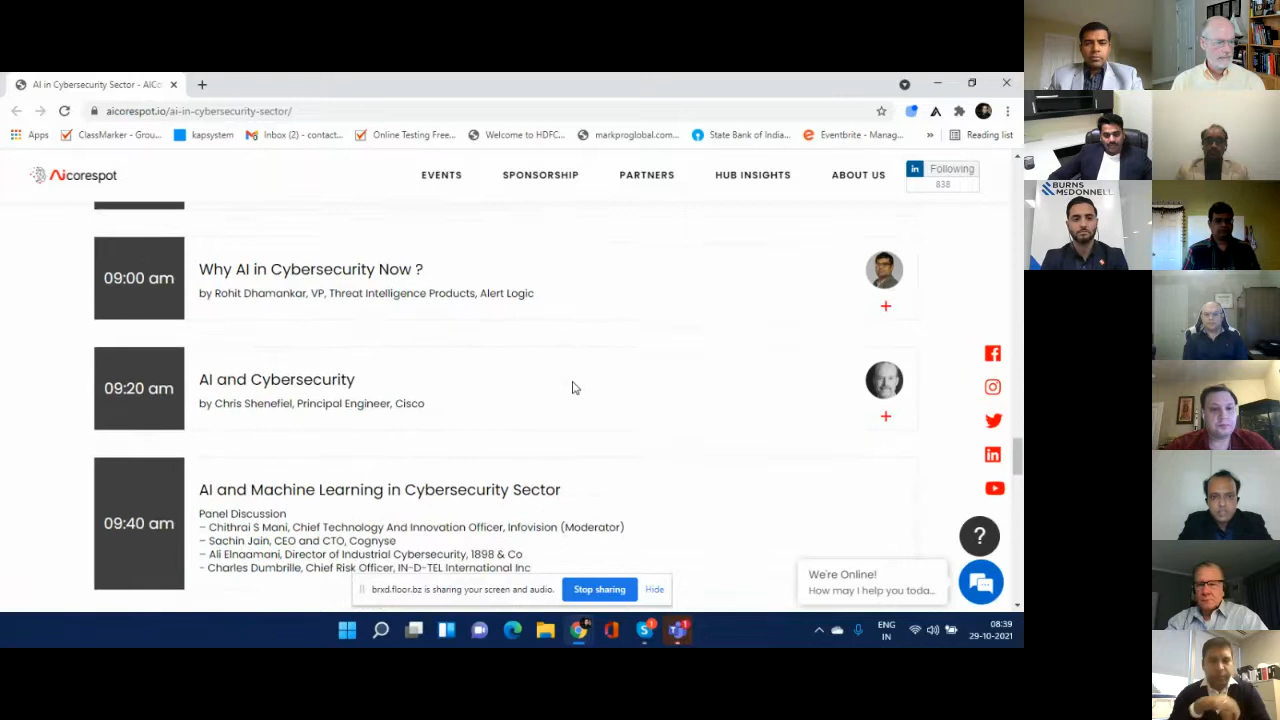 AI in Cybersecurity Sector - AICo
aicorespot.io/ai-in-cybersecurity-sector/
Apps
ClassMarker - Grou...
kapsystem
Inbox (2) - contact...
Online Testing Free...
Welcome to HDFC...
markproglobal.com...
State Bank of India...
Eventbrite - Manag...
»
Reading list
Aicorespot
EVENTS
SPONSORSHIP
PARTNERS
HUB INSIGHTS
ABOUT US
in Following
838
09:00 am
Why AI in Cybersecurity Now ?
by Rohit Dhamankar, VP, Threat Intelligence Products, Alert Logic
+
09:20 am
AI and Cybersecurity
by Chris Shenefiel, Principal Engineer, Cisco
+
09:40 am
AI and Machine Learning in Cybersecurity Sector
Panel Discussion
– Chithrai S Mani, Chief Technology And Innovation Officer, Infovision (Moderator)
– Sachin Jain, CEO and CTO, Cognyse
– Ali Elnaamani, Director of Industrial Cybersecurity, 1898 & Co
- Charles Dumbrille, Chief Risk Officer, IN-D-TEL International Inc
brxd.floor.bz is sharing your screen and audio.
Stop sharing
Hide
?
We're Online!
How may I help you toda...
ENG
IN
08:39
29-10-2021
BURNS
McDONNELL